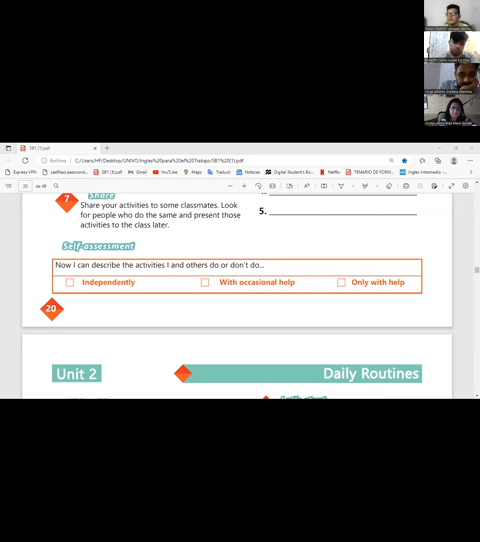 SB1 (1).pdf
Archivo
C:/Users/HP/Desktop/UNIVO/Ingles%20para%20el%20Trabajo/SB1%20(1).pdf
Express VPN
LastPass password...
SB1 (9).pdf
Gmail
YouTube
Maps
Traducir
Noticias
Digital Student's Bo...
Netflix
TEMARIO DE FORM...
Ingles Intermedio -...
20
de 48
7
Share
Share your activities to some classmates. Look
for people who do the same and present those
activities to the class later.
5.
Self-assessment
Now I can describe the activities I and others do or don't do...
Independently
With occasional help
Only with help
20
Unit 2
Daily Routines